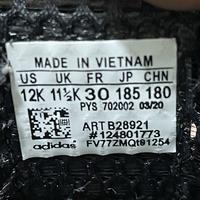 MADE IN VIETNAM
US UK FR JP CHN
12K 11½K 30 185 180
PYS 702002 03/20
ART B28921
#124801773
adidas FV77ZMQt91254